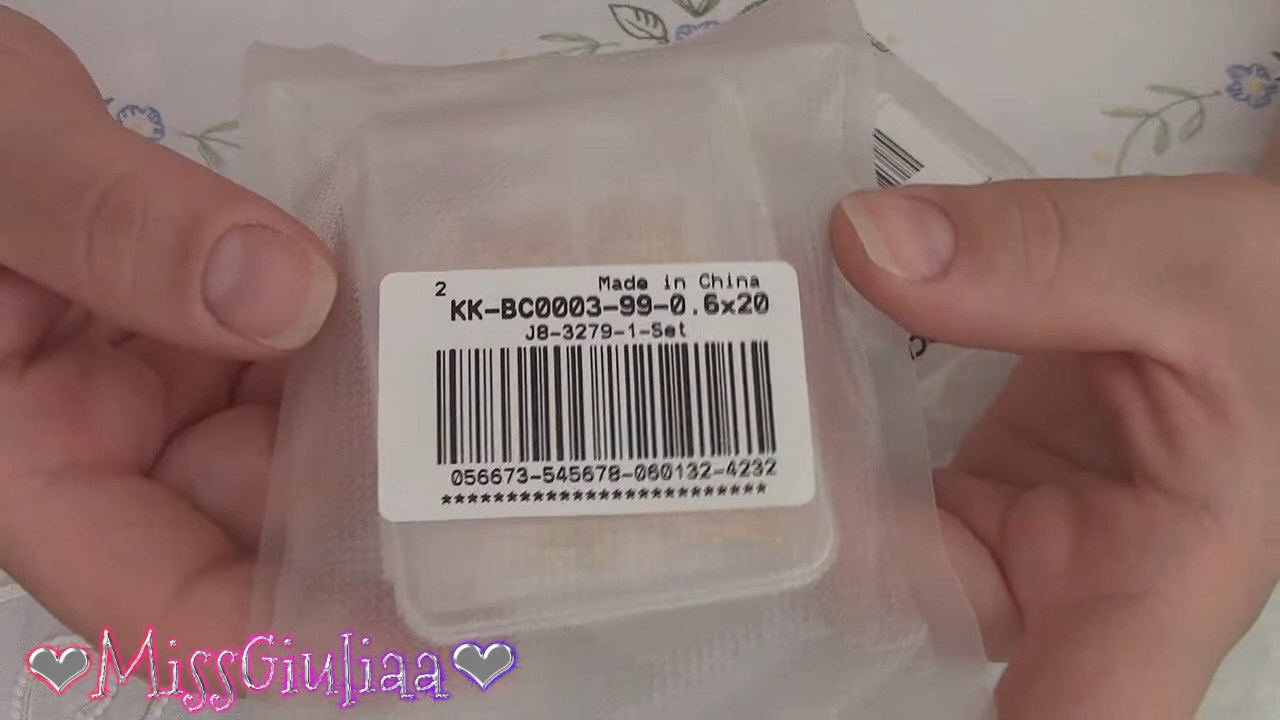 2
Made in China
KK-BC0003-99-0.6x20
J8-3279-1-Set
056673-545678-060132-4232
*************************
MissGiuliaa